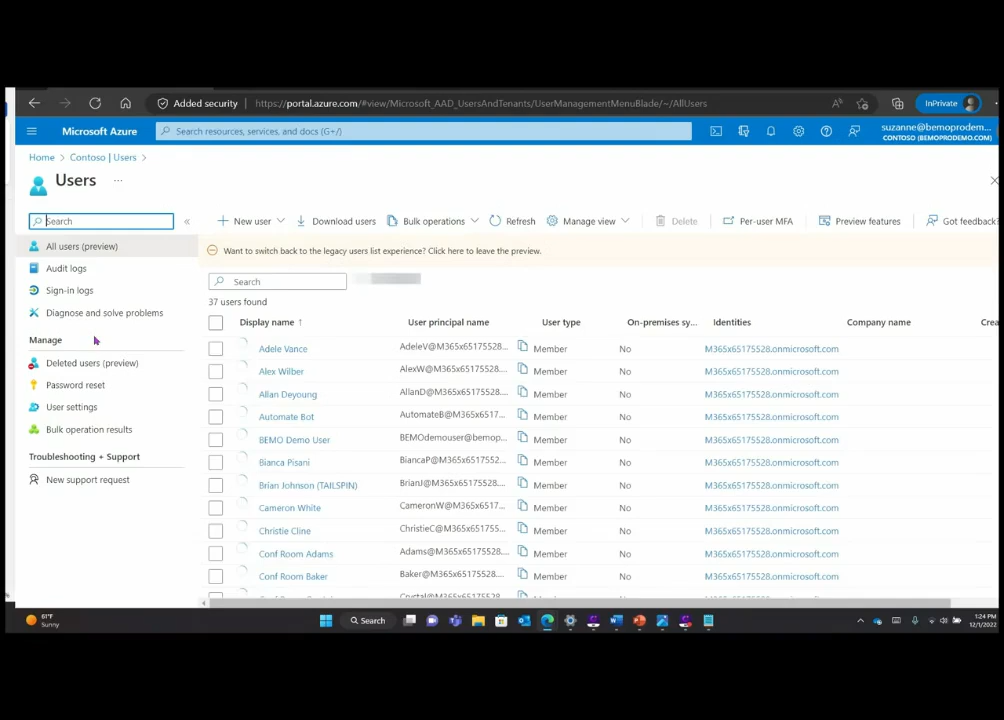 Added security https://portal.azure.com/#view/Microsoft_AAD_UsersAndTenants/UserManagementMenuBlade/~/AllUsers InPrivate
Microsoft Azure Search resources, services, and docs (G+/) suzanne@bemoprodem...
CONTOSO (BEMOPRODEMO.COM)
Home > Contoso | Users >
Users ...
Search « New user Download users Bulk operations Refresh Manage view Delete Per-user MFA Preview features Got feedback?
All users (preview) Want to switch back to the legacy users list experience? Click here to leave the preview.
Audit logs
Sign-in logs
Diagnose and solve problems
Manage
Deleted users (preview)
Password reset
User settings
Bulk operation results
Troubleshooting + Support
New support request
Search
37 users found
Display name ↑ User principal name User type On-premises sy... Identities Company name Crea
Adele Vance AdeleV@M365x65175528... Member No M365x65175528.onmicrosoft.com
Alex Wilber AlexW@M365x65175528... Member No M365x65175528.onmicrosoft.com
Allan Deyoung AllanD@M365x65175528... Member No M365x65175528.onmicrosoft.com
Automate Bot AutomateB@M365x6517552... Member No M365x65175528.onmicrosoft.com
BEMO Demo User BEMOdemouser@bemop... Member No M365x65175528.onmicrosoft.com
Bianca Pisani BiancaP@M365x6517552... Member No M365x65175528.onmicrosoft.com
Brian Johnson (TAILSPIN) BrianJ@M365x65175528... Member No M365x65175528.onmicrosoft.com
Cameron White CameronW@M365x6517... Member No M365x65175528.onmicrosoft.com
Christie Cline ChristieC@M365x651755... Member No M365x65175528.onmicrosoft.com
Conf Room Adams Adams@M365x65175528... Member No M365x65175528.onmicrosoft.com
Conf Room Baker Baker@M365x65175528... Member No M365x65175528.onmicrosoft.com
61°F
Sunny
Search
1:24 PM
12/1/2022